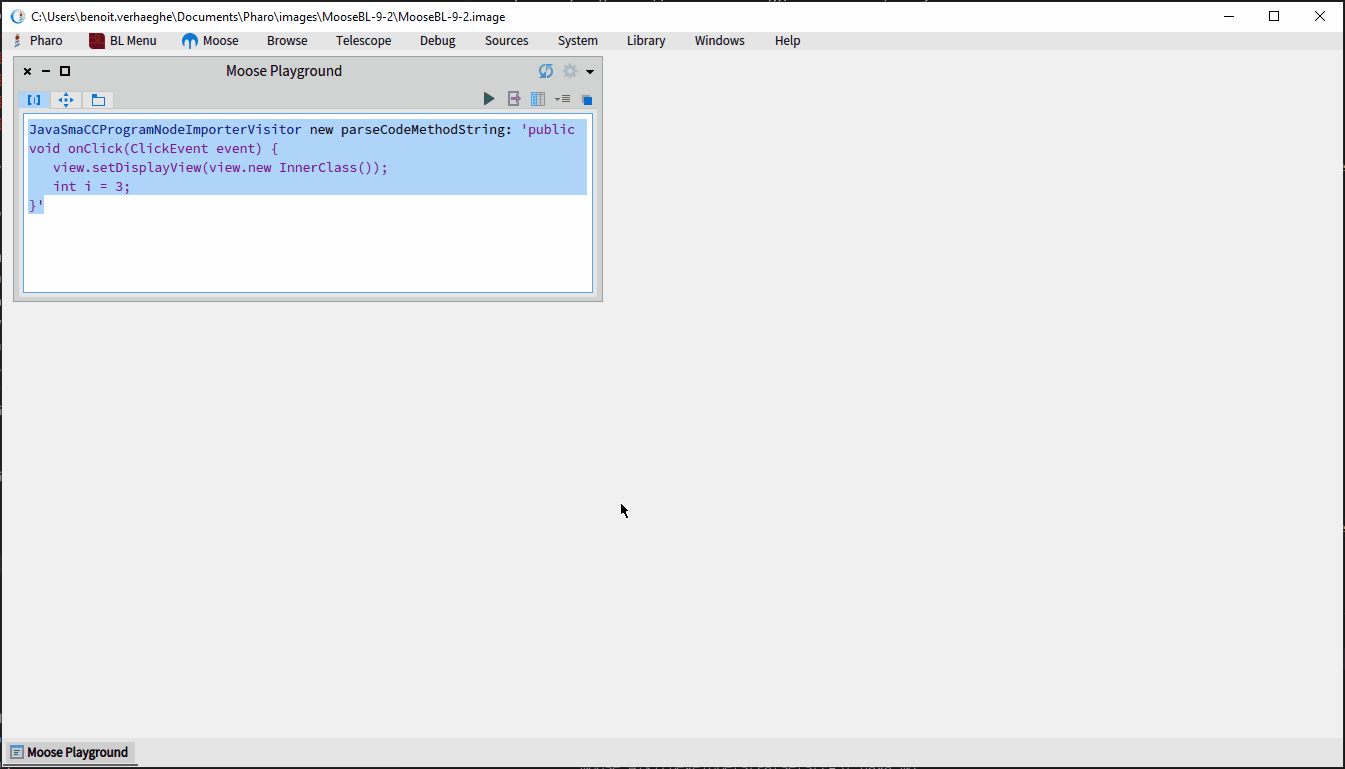 C:\Users\benoit.verhaeghe\Documents\Pharo\images\MooseBL-9-2\MooseBL-9-2.image
Pharo BL Menu Moose Browse Telescope Debug Sources System Library Windows Help
Moose Playground
JavaSmaCCProgramNodeImporterVisitor new parseCodeMethodString: 'public
void onClick(ClickEvent event) {
view.setDisplayView(view.new InnerClass());
int i = 3;
}'
Moose Playground